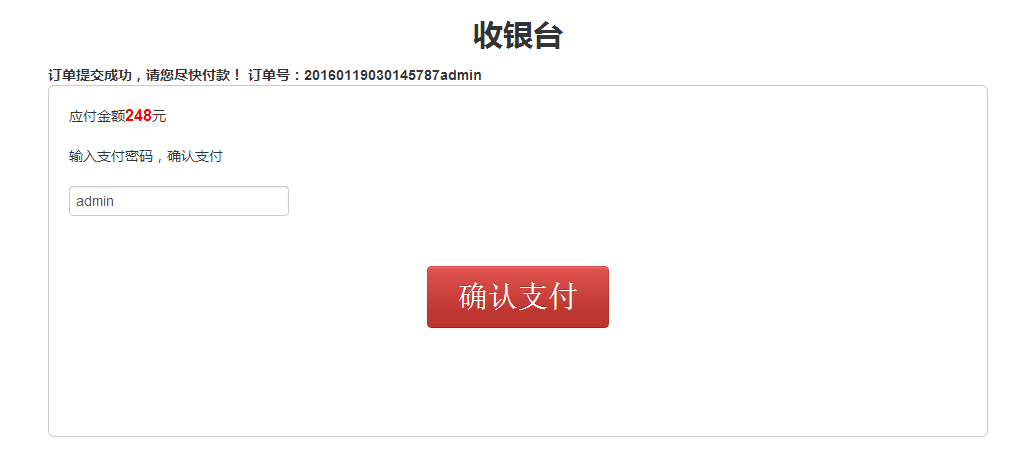 收银台
订单提交成功，请您尽快付款！ 订单号：20160119030145787admin
应付金额248元
输入支付密码，确认支付
admin
确认支付